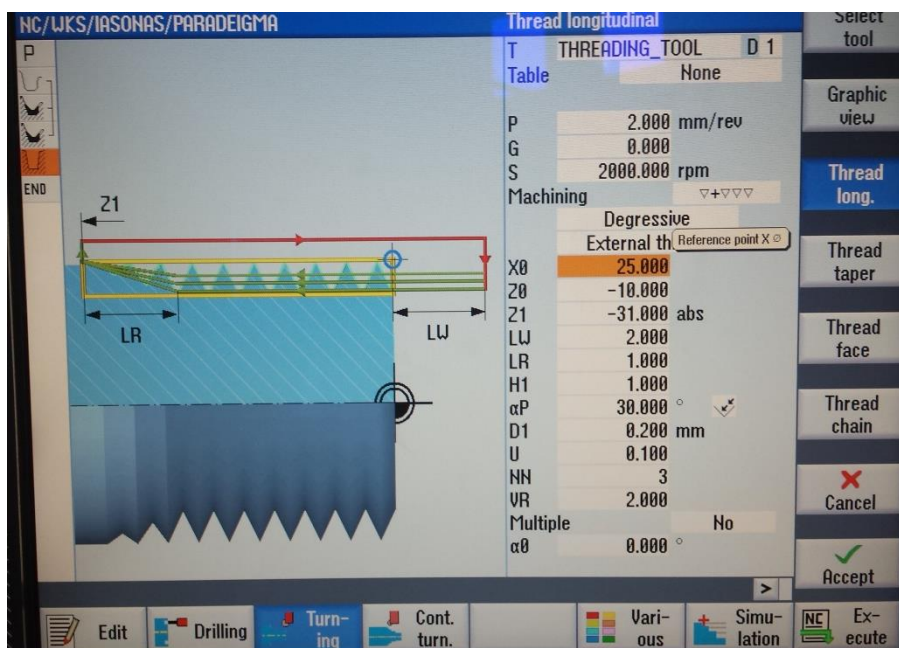 NC/WKS/IASONAS/PARADEIGMA
Thread longitudinal
Select
tool
T THREADING_TOOL D 1
Table None
Graphic
view
P 2.000 mm/rev
G 0.000
S 2000.000 rpm
Machining ▽+▽▽▽
Thread
long.
Degressive
External th
Reference point X ∅
X0 25.000
Z0 -10.000
Z1 -31.000 abs
LW 2.000
LR 1.000
H1 1.000
αP 30.000 °
D1 0.200 mm
U 0.100
NN 3
VR 2.000
Multiple No
α0 0.000 °
Thread
taper
Thread
face
Thread
chain
Cancel
Accept
P
END
Z1
LR
LW
>
Edit
Drilling
Turn-
ing
Cont.
turn.
Vari-
ous
Simu-
lation
NC
Ex-
ecute